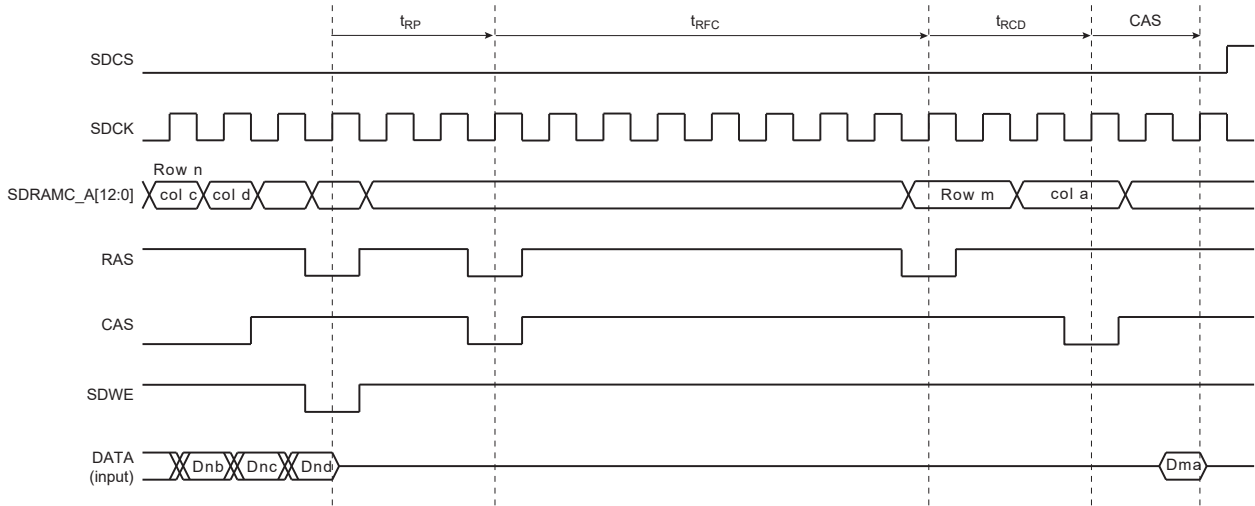 tRP tRFC tRCD CAS
SDCS
SDCK
Row n
SDRAMC_A[12:0] col c col d Row m col a
RAS
CAS
SDWE
DATA Dnb Dnc Dnd Dma
(input)